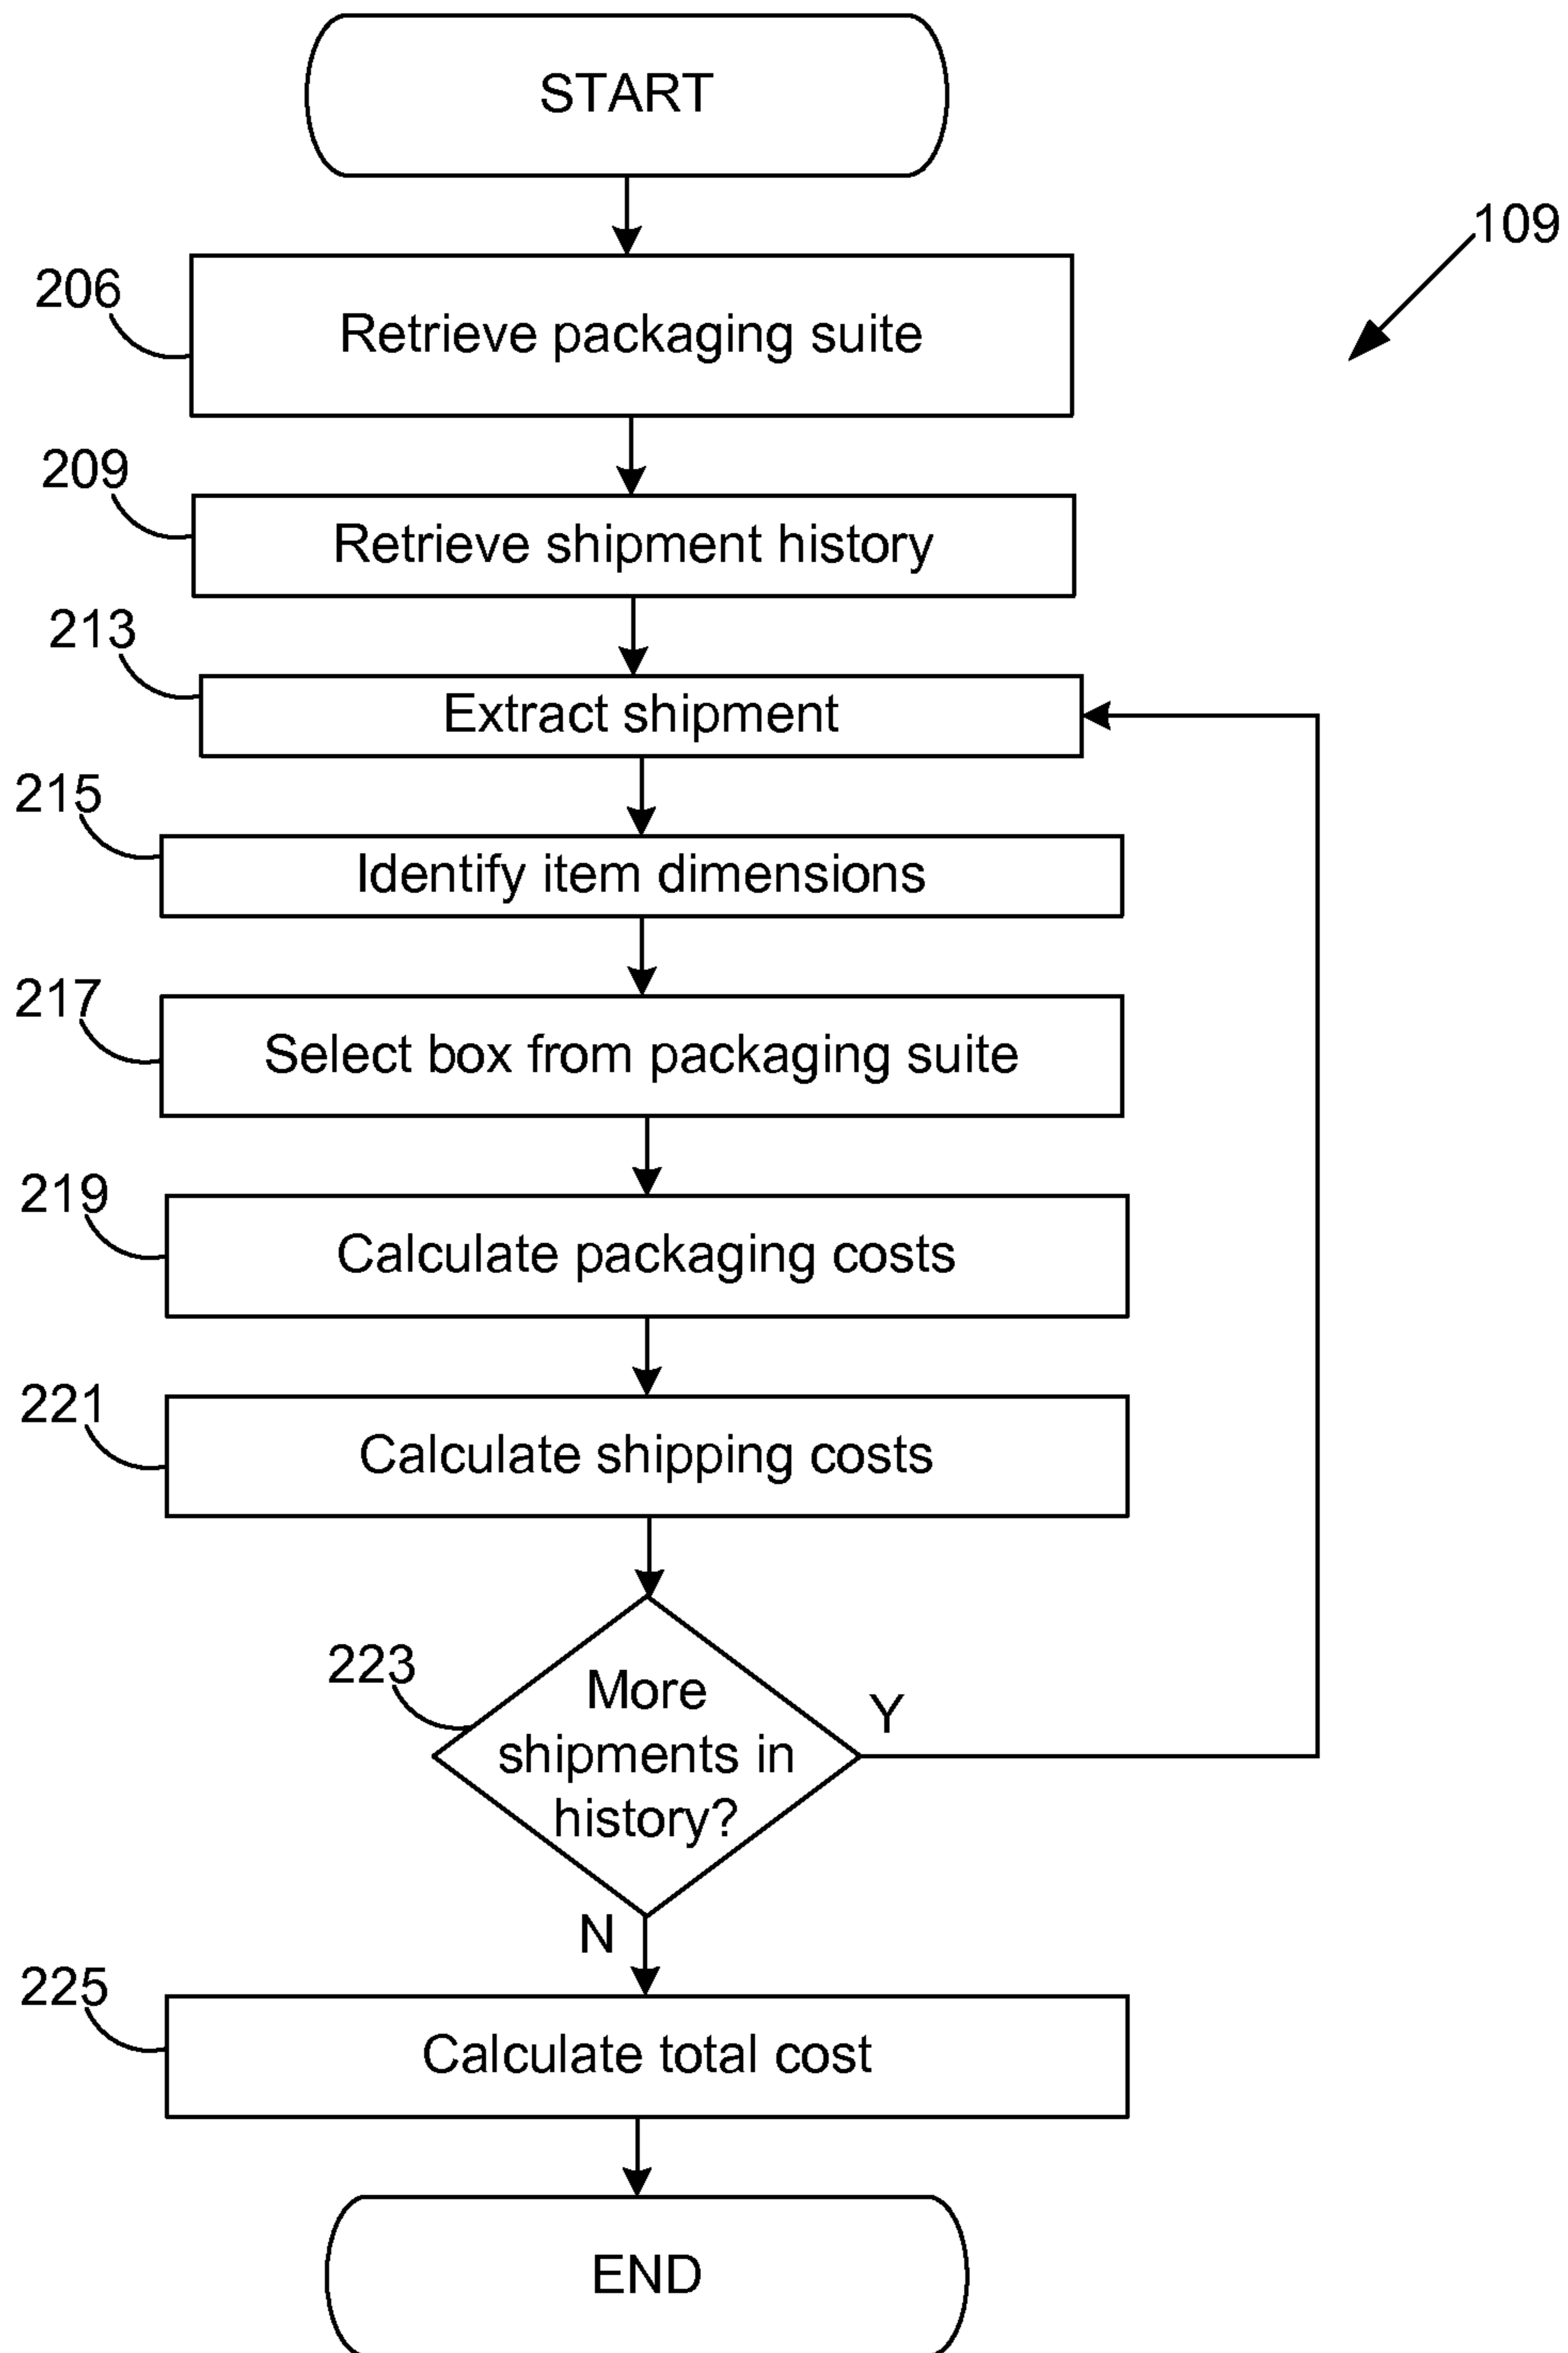 START
109
206
Retrieve packaging suite
209
Retrieve shipment history
213
Extract shipment
215
Identify item dimensions
217
Select box from packaging suite
219
Calculate packaging costs
221
Calculate shipping costs
223
More
shipments in
history?
Y
N
225
Calculate total cost
END